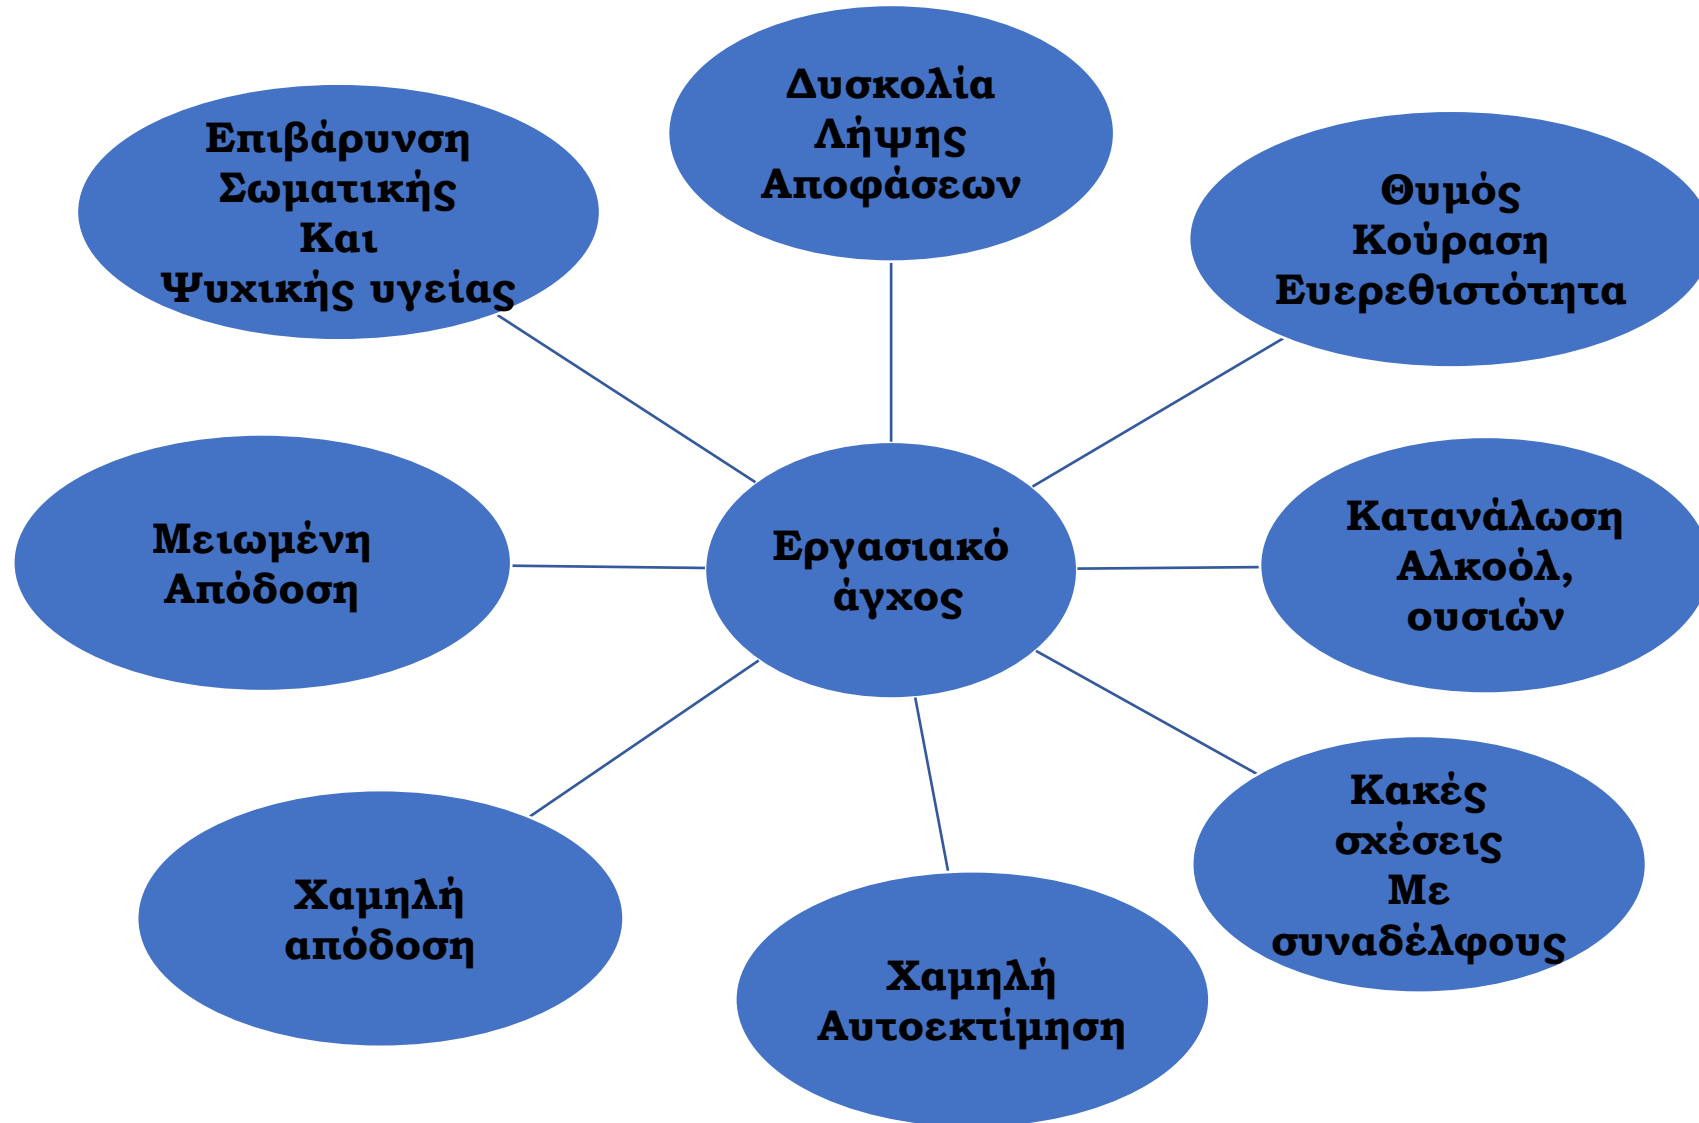 Δυσκολία
Λήψης
Αποφάσεων
Επιβάρυνση
Σωματικής
Και
Ψυχικής υγείας
Θυμός
Κούραση
Ευερεθιστότητα
Μειωμένη
Απόδοση
Εργασιακό
άγχος
Κατανάλωση
Αλκοόλ,
ουσιών
Κακές
σχέσεις
Με
συναδέλφους
Χαμηλή
απόδοση
Χαμηλή
Αυτοεκτίμηση